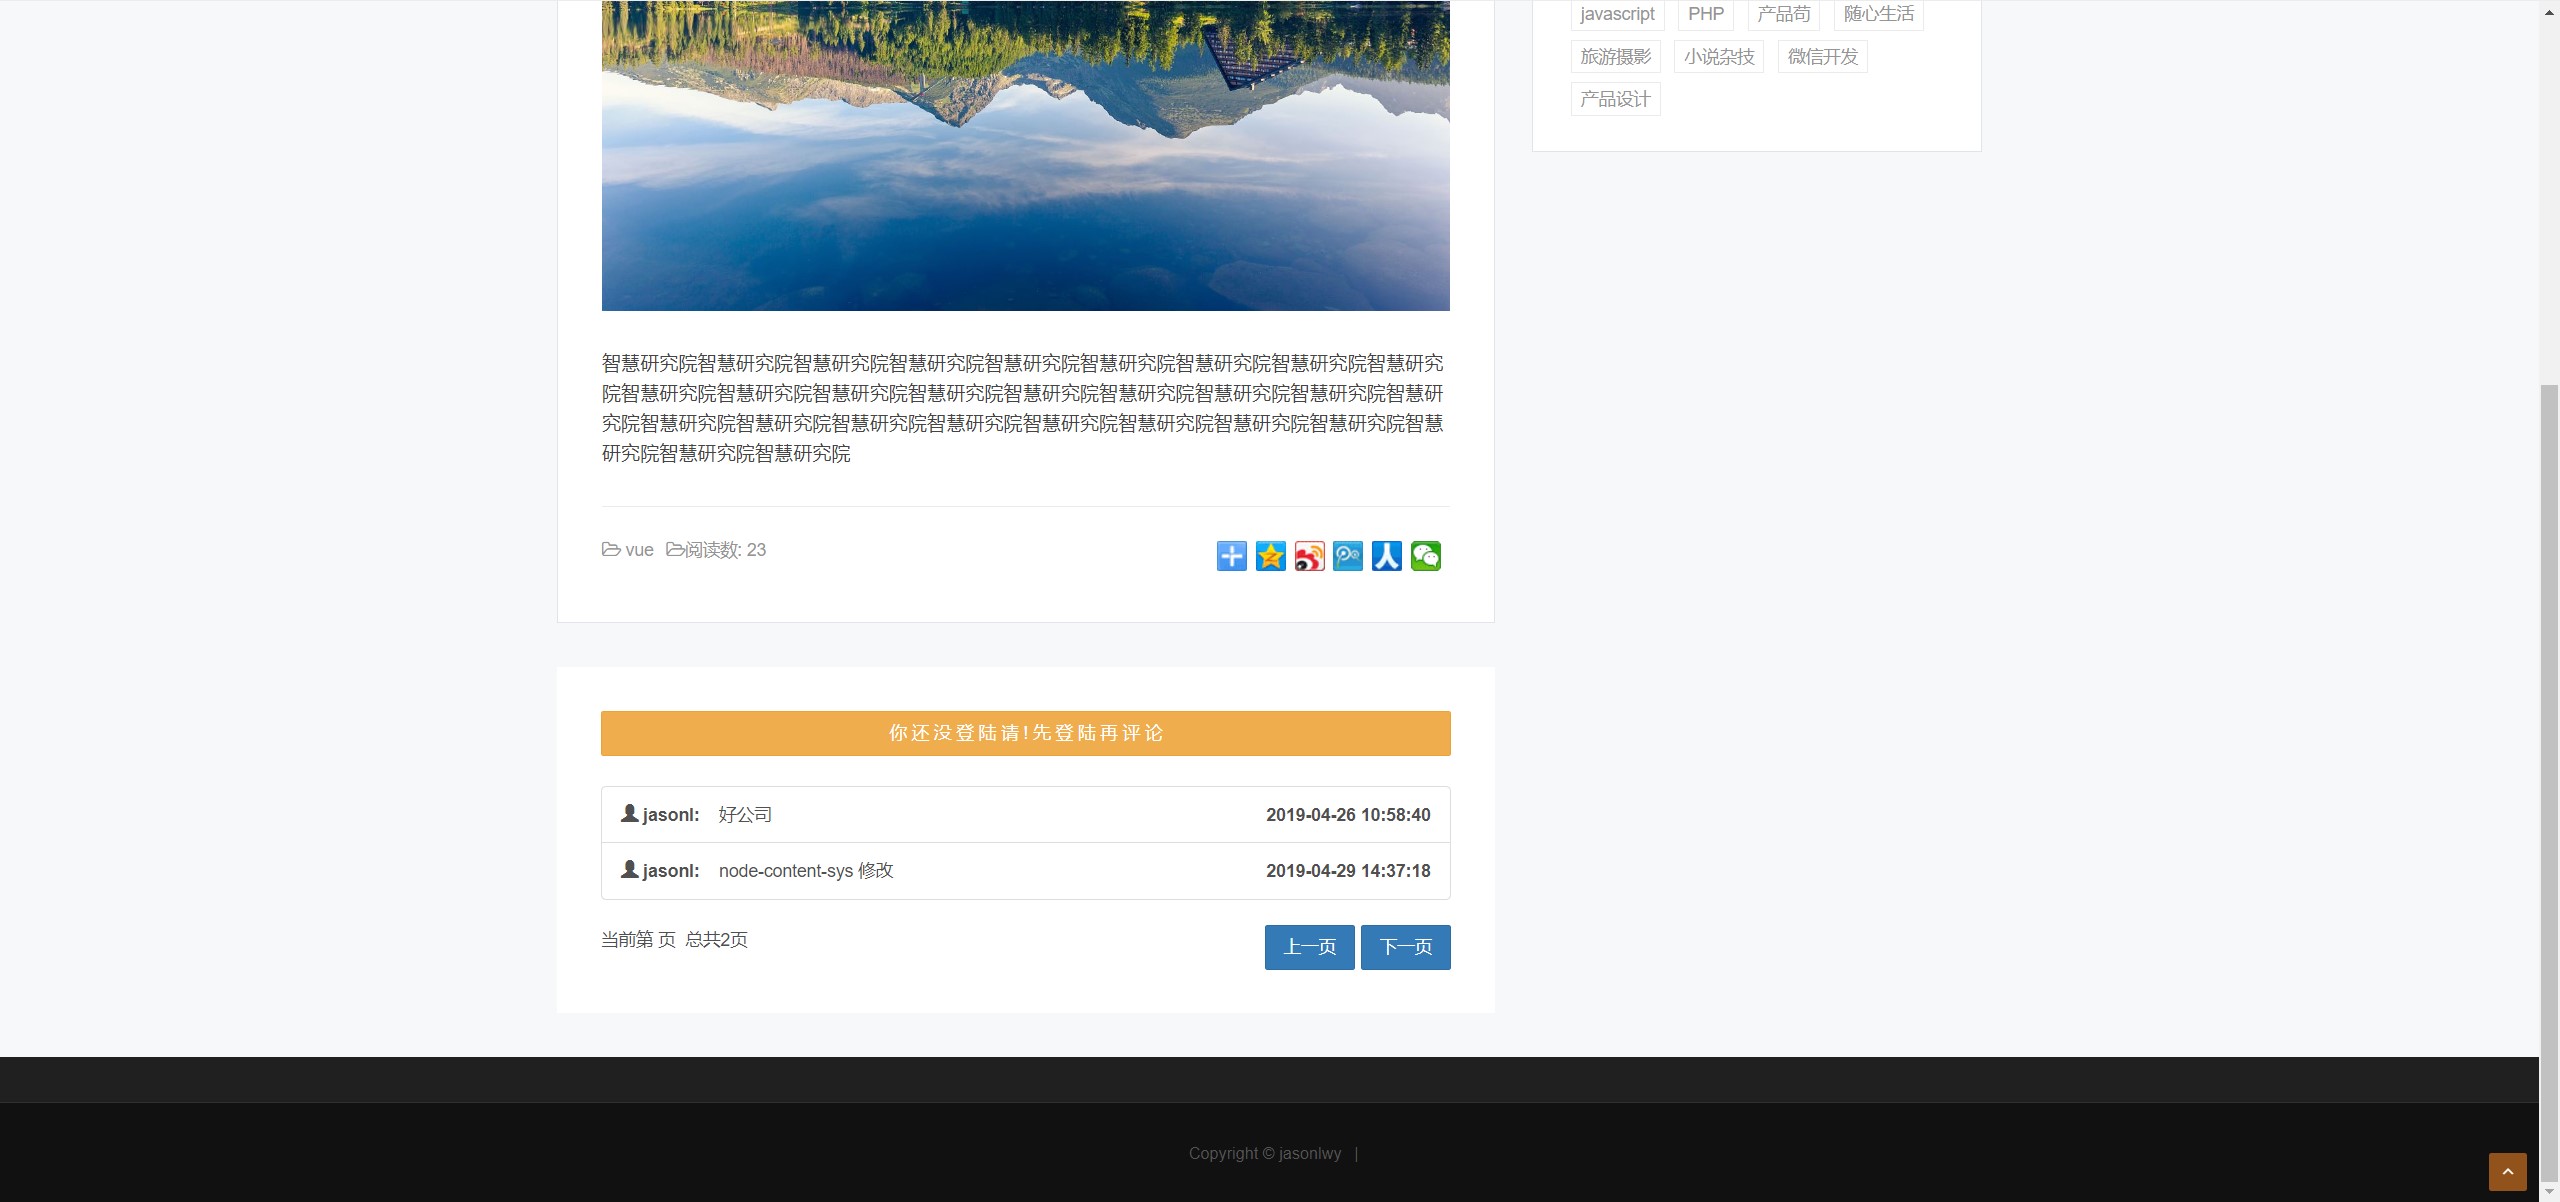 javascript PHP 产品苟 随心生活
旅游摄影 小说杂技 微信开发
产品设计
智慧研究院智慧研究院智慧研究院智慧研究院智慧研究院智慧研究院智慧研究院智慧研究院智慧研究
院智慧研究院智慧研究院智慧研究院智慧研究院智慧研究院智慧研究院智慧研究院智慧研究院智慧研
究院智慧研究院智慧研究院智慧研究院智慧研究院智慧研究院智慧研究院智慧研究院智慧研究院智慧
研究院智慧研究院智慧研究院
vue 阅读数: 23
你还没登陆请!先登陆再评论
jasonl: 好公司 2019-04-26 10:58:40
jasonl: node-content-sys 修改 2019-04-29 14:37:18
当前第 页 总共2页 上一页 下一页
Copyright © jasonlwy |